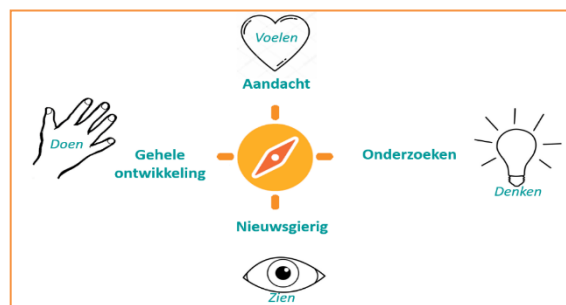 Voelen
Aandacht
Doen
Gehele
ontwikkeling
Onderzoeken
Denken
Nieuwsgierig
Zien